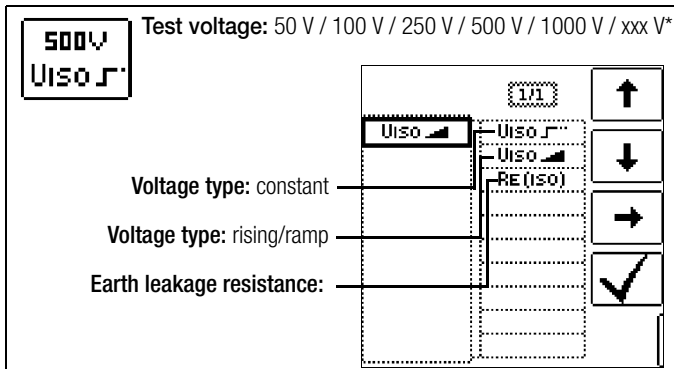 Test voltage: 50 V / 100 V / 250 V / 500 V / 1000 V / xxx V*
500V
UISO
1/1
UISO
UISO
UISO
RE(ISO)
Voltage type: constant
Voltage type: rising/ramp
Earth leakage resistance: